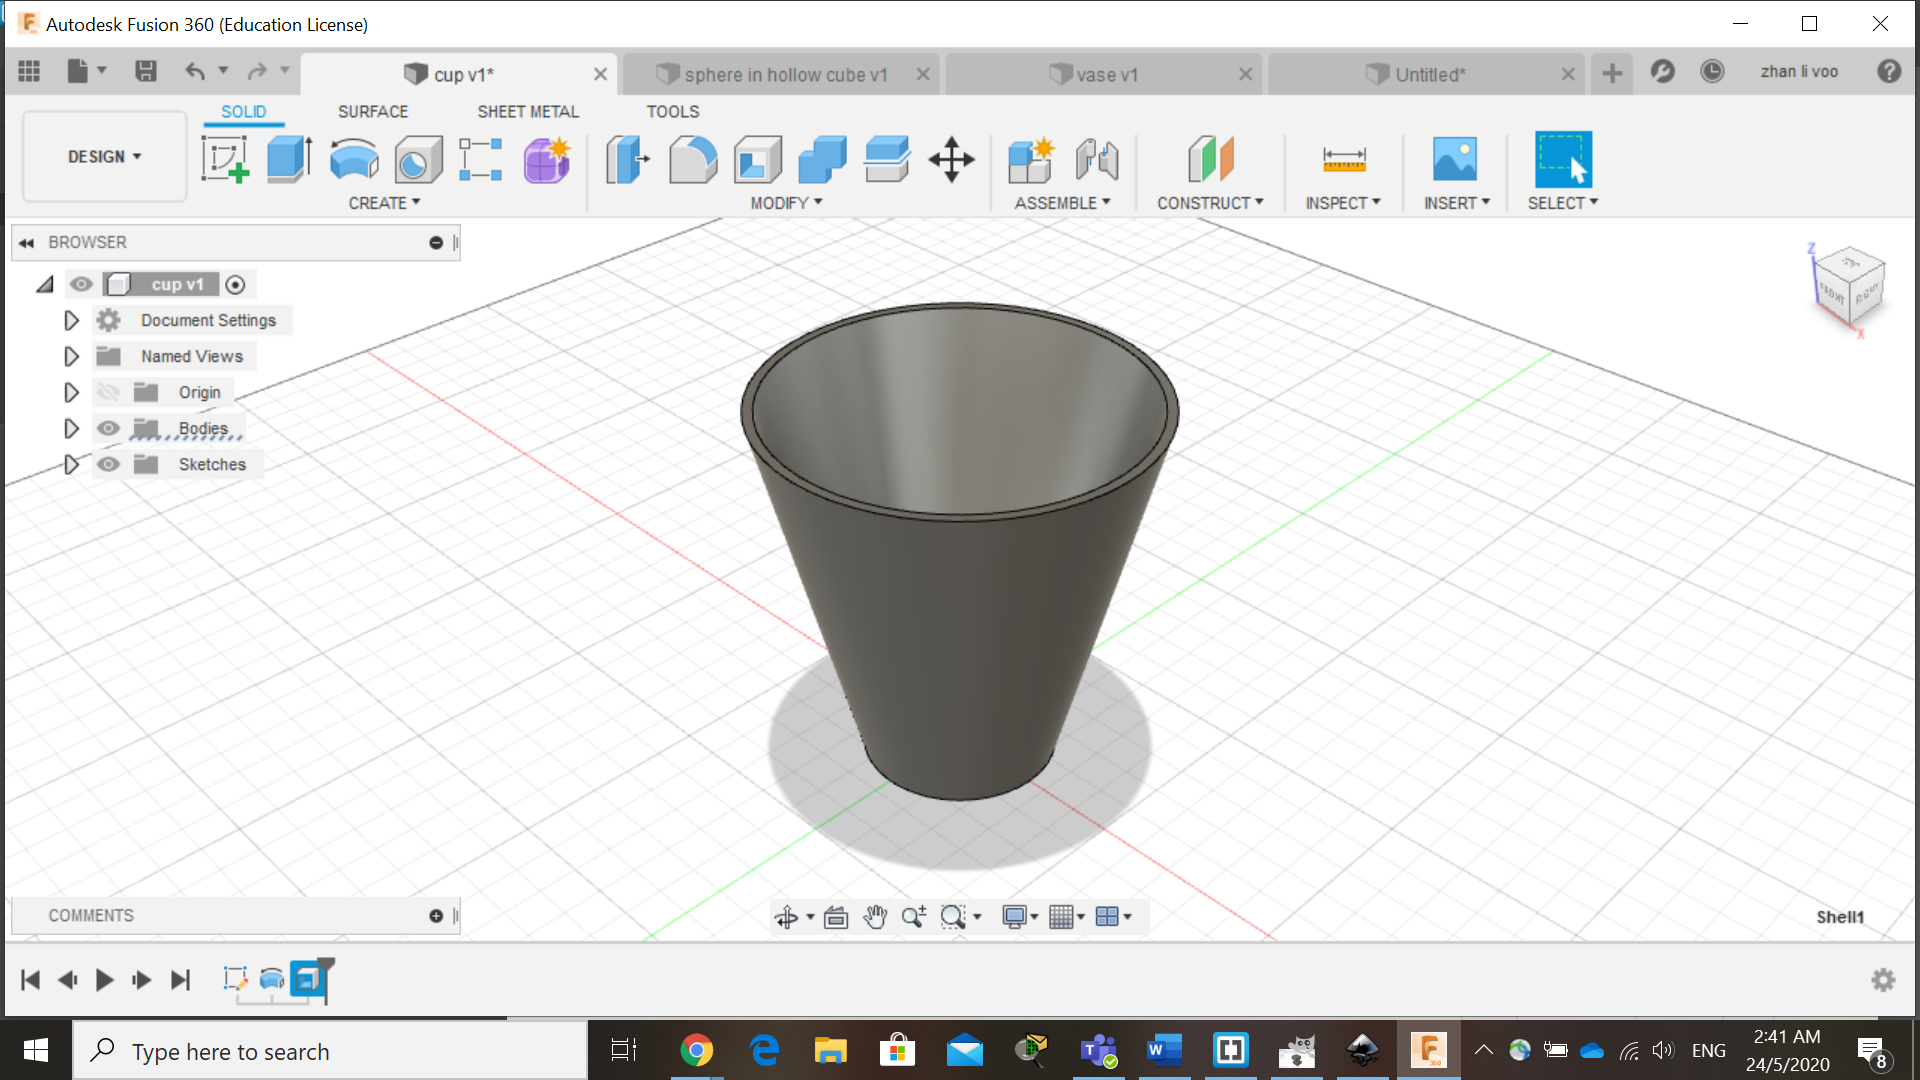 Autodesk Fusion 360 (Education License)
cup v1*
sphere in hollow cube v1
vase v1
Untitled*
zhan li voo
SOLID
SURFACE
SHEET METAL
TOOLS
DESIGN
CREATE
MODIFY
ASSEMBLE
CONSTRUCT
INSPECT
INSERT
SELECT
BROWSER
cup v1
Document Settings
Named Views
Origin
Bodies
Sketches
Z
FRONT
RIGHT
X
COMMENTS
Shell1
Type here to search
ENG
2:41 AM
24/5/2020
8